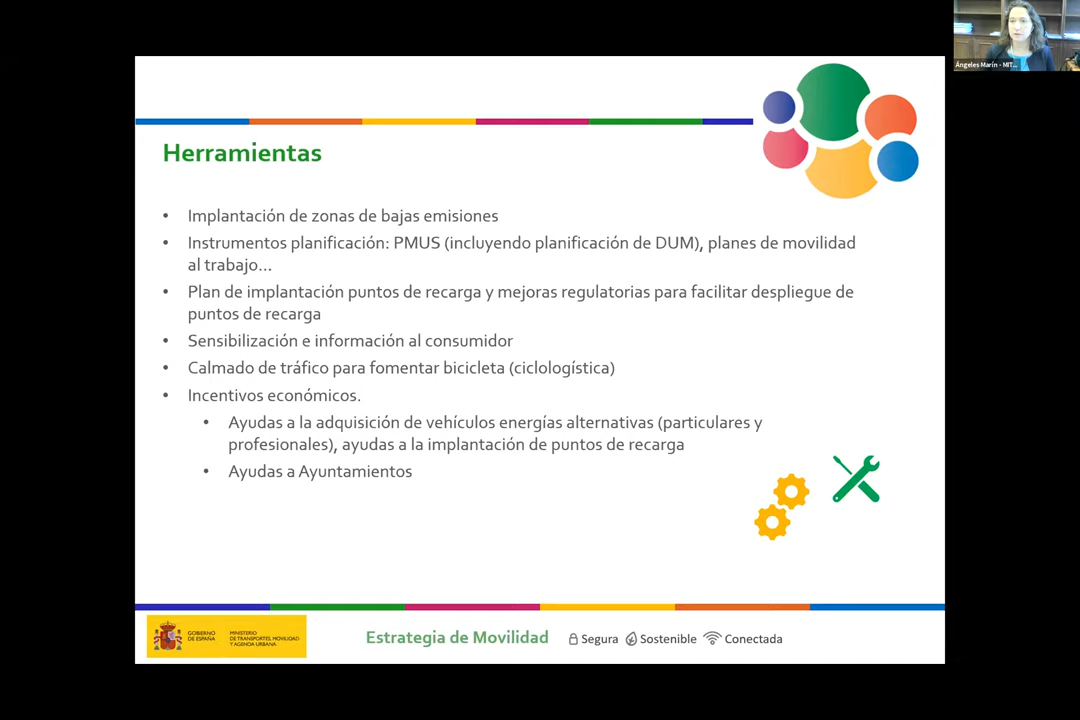 Ángeles Marín - MIT...
Herramientas
• Implantación de zonas de bajas emisiones
• Instrumentos planificación: PMUS (incluyendo planificación de DUM), planes de movilidad
al trabajo...
• Plan de implantación puntos de recarga y mejoras regulatorias para facilitar despliegue de
puntos de recarga
• Sensibilización e información al consumidor
• Calmado de tráfico para fomentar bicicleta (ciclologística)
• Incentivos económicos.
• Ayudas a la adquisición de vehículos energías alternativas (particulares y
profesionales), ayudas a la implantación de puntos de recarga
• Ayudas a Ayuntamientos
GOBIERNO
DE ESPAÑA
MINISTERIO
DE TRANSPORTES, MOVILIDAD
Y AGENDA URBANA
Estrategia de Movilidad Segura Sostenible Conectada